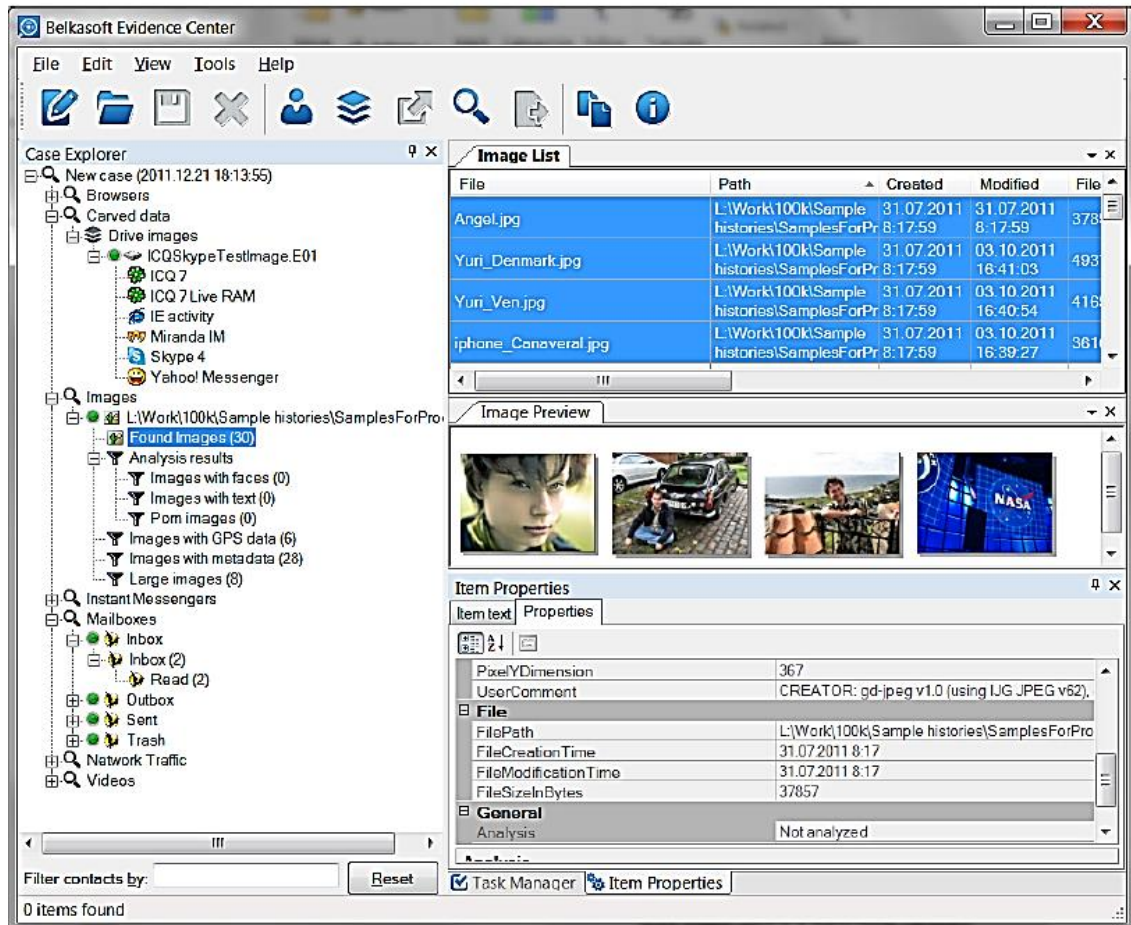 Belkasoft Evidence Center
File Edit View Tools Help
Case Explorer
New case (2011.12.21 18:13:55)
Browsers
Carved data
Drive images
ICQSkypeTestImage.E01
ICQ 7
ICQ 7 Live RAM
IE activity
Miranda IM
Skype 4
Yahoo! Messenger
Images
L:\Work\100k\Sample histories\SamplesForPro
Found Images (30)
Analysis results
Images with faces (0)
Images with text (0)
Porn images (0)
Images with GPS data (6)
Images with metadata (28)
Large images (8)
Instant Messengers
Mailboxes
Inbox
Inbox (2)
Read (2)
Outbox
Sent
Trash
Network Traffic
Videos
Filter contacts by:
Reset
0 items found
Image List
File Path Created Modified File
Angel.jpg L:\Work\100k\Sample histories\SamplesForPr 31.07.2011 8:17:59 31.07.2011 8:17:59 3785
Yuri_Denmark.jpg L:\Work\100k\Sample histories\SamplesForPr 31.07.2011 8:17:59 03.10.2011 16:41:03 493
Yuri_Ven.jpg L:\Work\100k\Sample histories\SamplesForPr 31.07.2011 8:17:59 03.10.2011 16:40:54 416
iphone_Canaveral.jpg L:\Work\100k\Sample histories\SamplesForPr 31.07.2011 8:17:59 03.10.2011 16:39:27 361
Image Preview
NASA
Item Properties
Item text Properties
PixelYDimension 367
UserComment CREATOR: gd-jpeg v1.0 (using IJG JPEG v62),
File
FilePath L:\Work\100k\Sample histories\SamplesForPro
FileCreationTime 31.07.2011 8:17
FileModificationTime 31.07.2011 8:17
FileSizeInBytes 37857
General
Analysis Not analyzed
Task Manager Item Properties